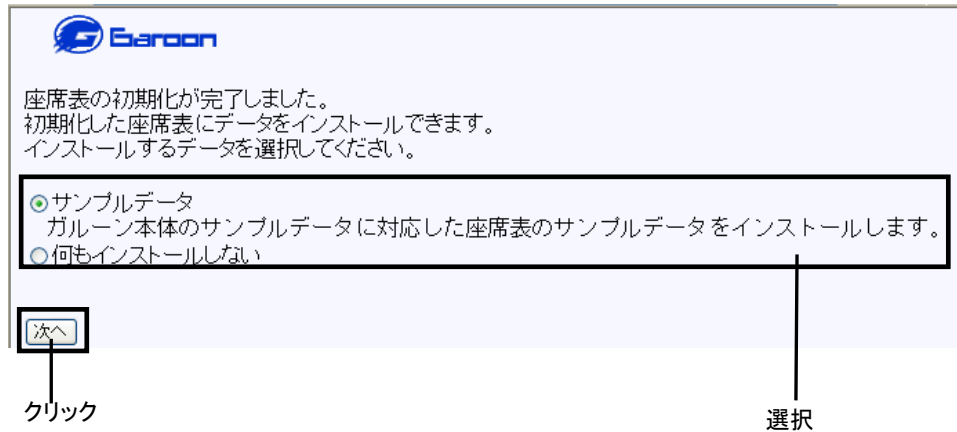 Garoon
座席表の初期化が完了しました。
初期化した座席表にデータをインストールできます。
インストールするデータを選択してください。
サンプルデータ
ガルーン本体のサンプルデータに対応した座席表のサンプルデータをインストールします。
何もインストールしない
次へ
クリック
選択